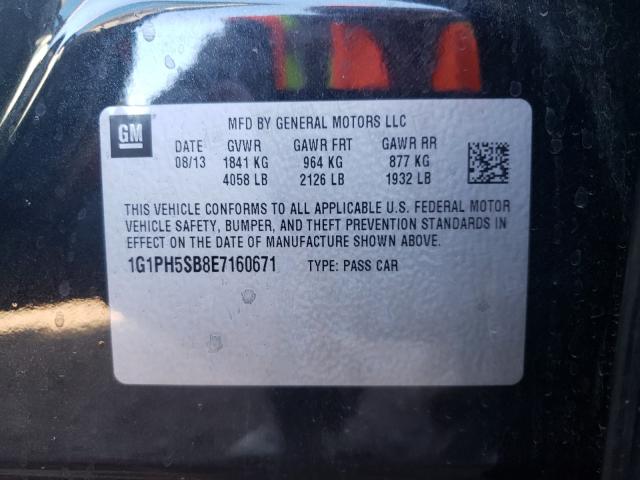 GM
MFD BY GENERAL MOTORS LLC
DATE GVWR GAWR FRT GAWR RR
08/13 1841 KG 964 KG 877 KG
4058 LB 2126 LB 1932 LB
THIS VEHICLE CONFORMS TO ALL APPLICABLE U.S. FEDERAL MOTOR
VEHICLE SAFETY, BUMPER, AND THEFT PREVENTION STANDARDS IN
EFFECT ON THE DATE OF MANUFACTURE SHOWN ABOVE.
1G1PH5SB8E7160671 TYPE: PASS CAR